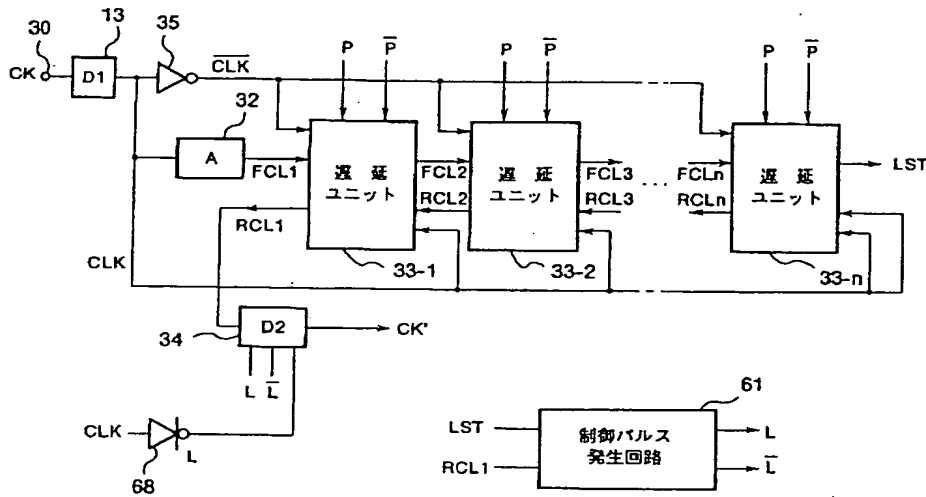 30
13
35
CK
D1
C̅L̅K̅
P
P̅
P
P̅
P
P̅
32
A
FCL1
遅 延
ユニット
FCL2
RCL2
遅 延
ユニット
FCL3
RCL3
...
FCLn
RCLn
遅 延
ユニット
LST
RCL1
CLK
33-1
33-2
33-n
34
D2
CK'
L
L̅
CLK
L
68
61
LST
RCL1
制御パルス
発生回路
L
L̅